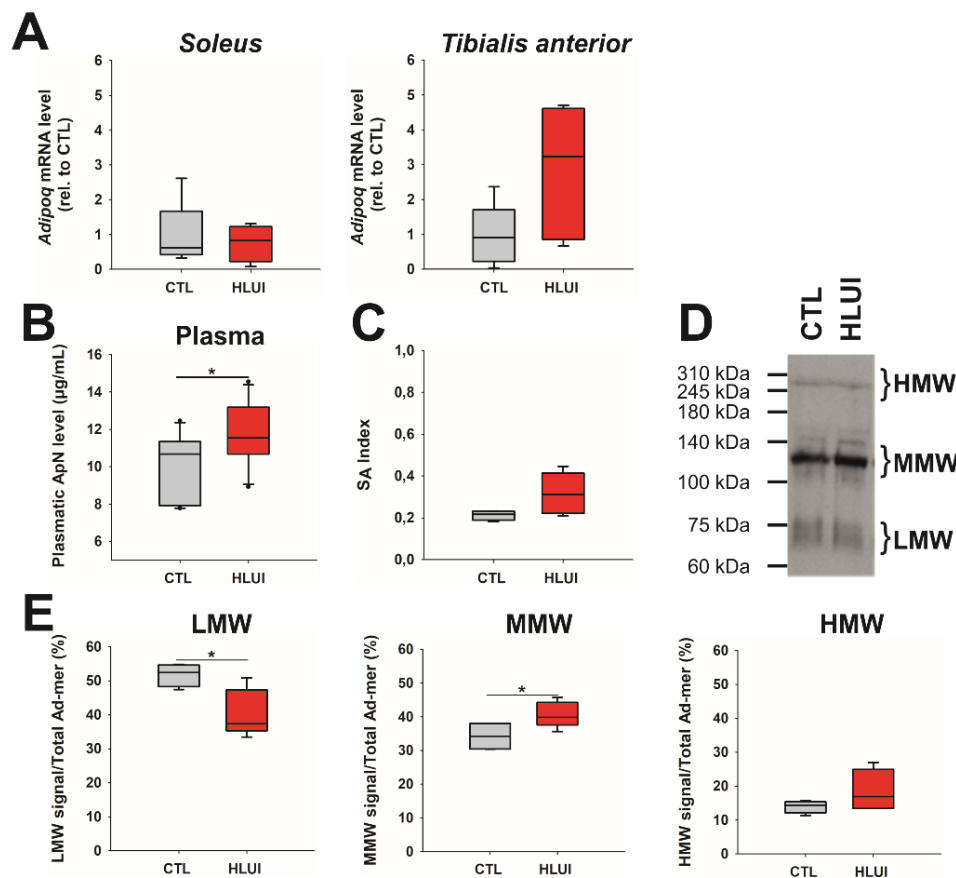 A
Soleus
Tibialis anterior
Adipoq mRNA level
(rel. to CTL)
6
5
4
3
2
1
0
CTL
HLUI
Adipoq mRNA level
(rel. to CTL)
6
5
4
3
2
1
0
CTL
HLUI
B
Plasma
Plasmatic ApN level (µg/mL)
16
14
12
10
8
6
*
CTL
HLUI
C
SA Index
1,0
0,8
0,6
0,4
0,2
0,0
CTL
HLUI
D
CTL
HLUI
310 kDa
245 kDa
180 kDa
140 kDa
100 kDa
75 kDa
60 kDa
}HMW
}MMW
}LMW
E
LMW
LMW signal/Total Ad-mer (%)
60
50
40
30
20
10
0
*
CTL
HLUI
MMW
MMW signal/Total Ad-mer (%)
60
50
40
30
20
10
0
*
CTL
HLUI
HMW
HMW signal/Total Ad-mer (%)
60
50
40
30
20
10
0
CTL
HLUI